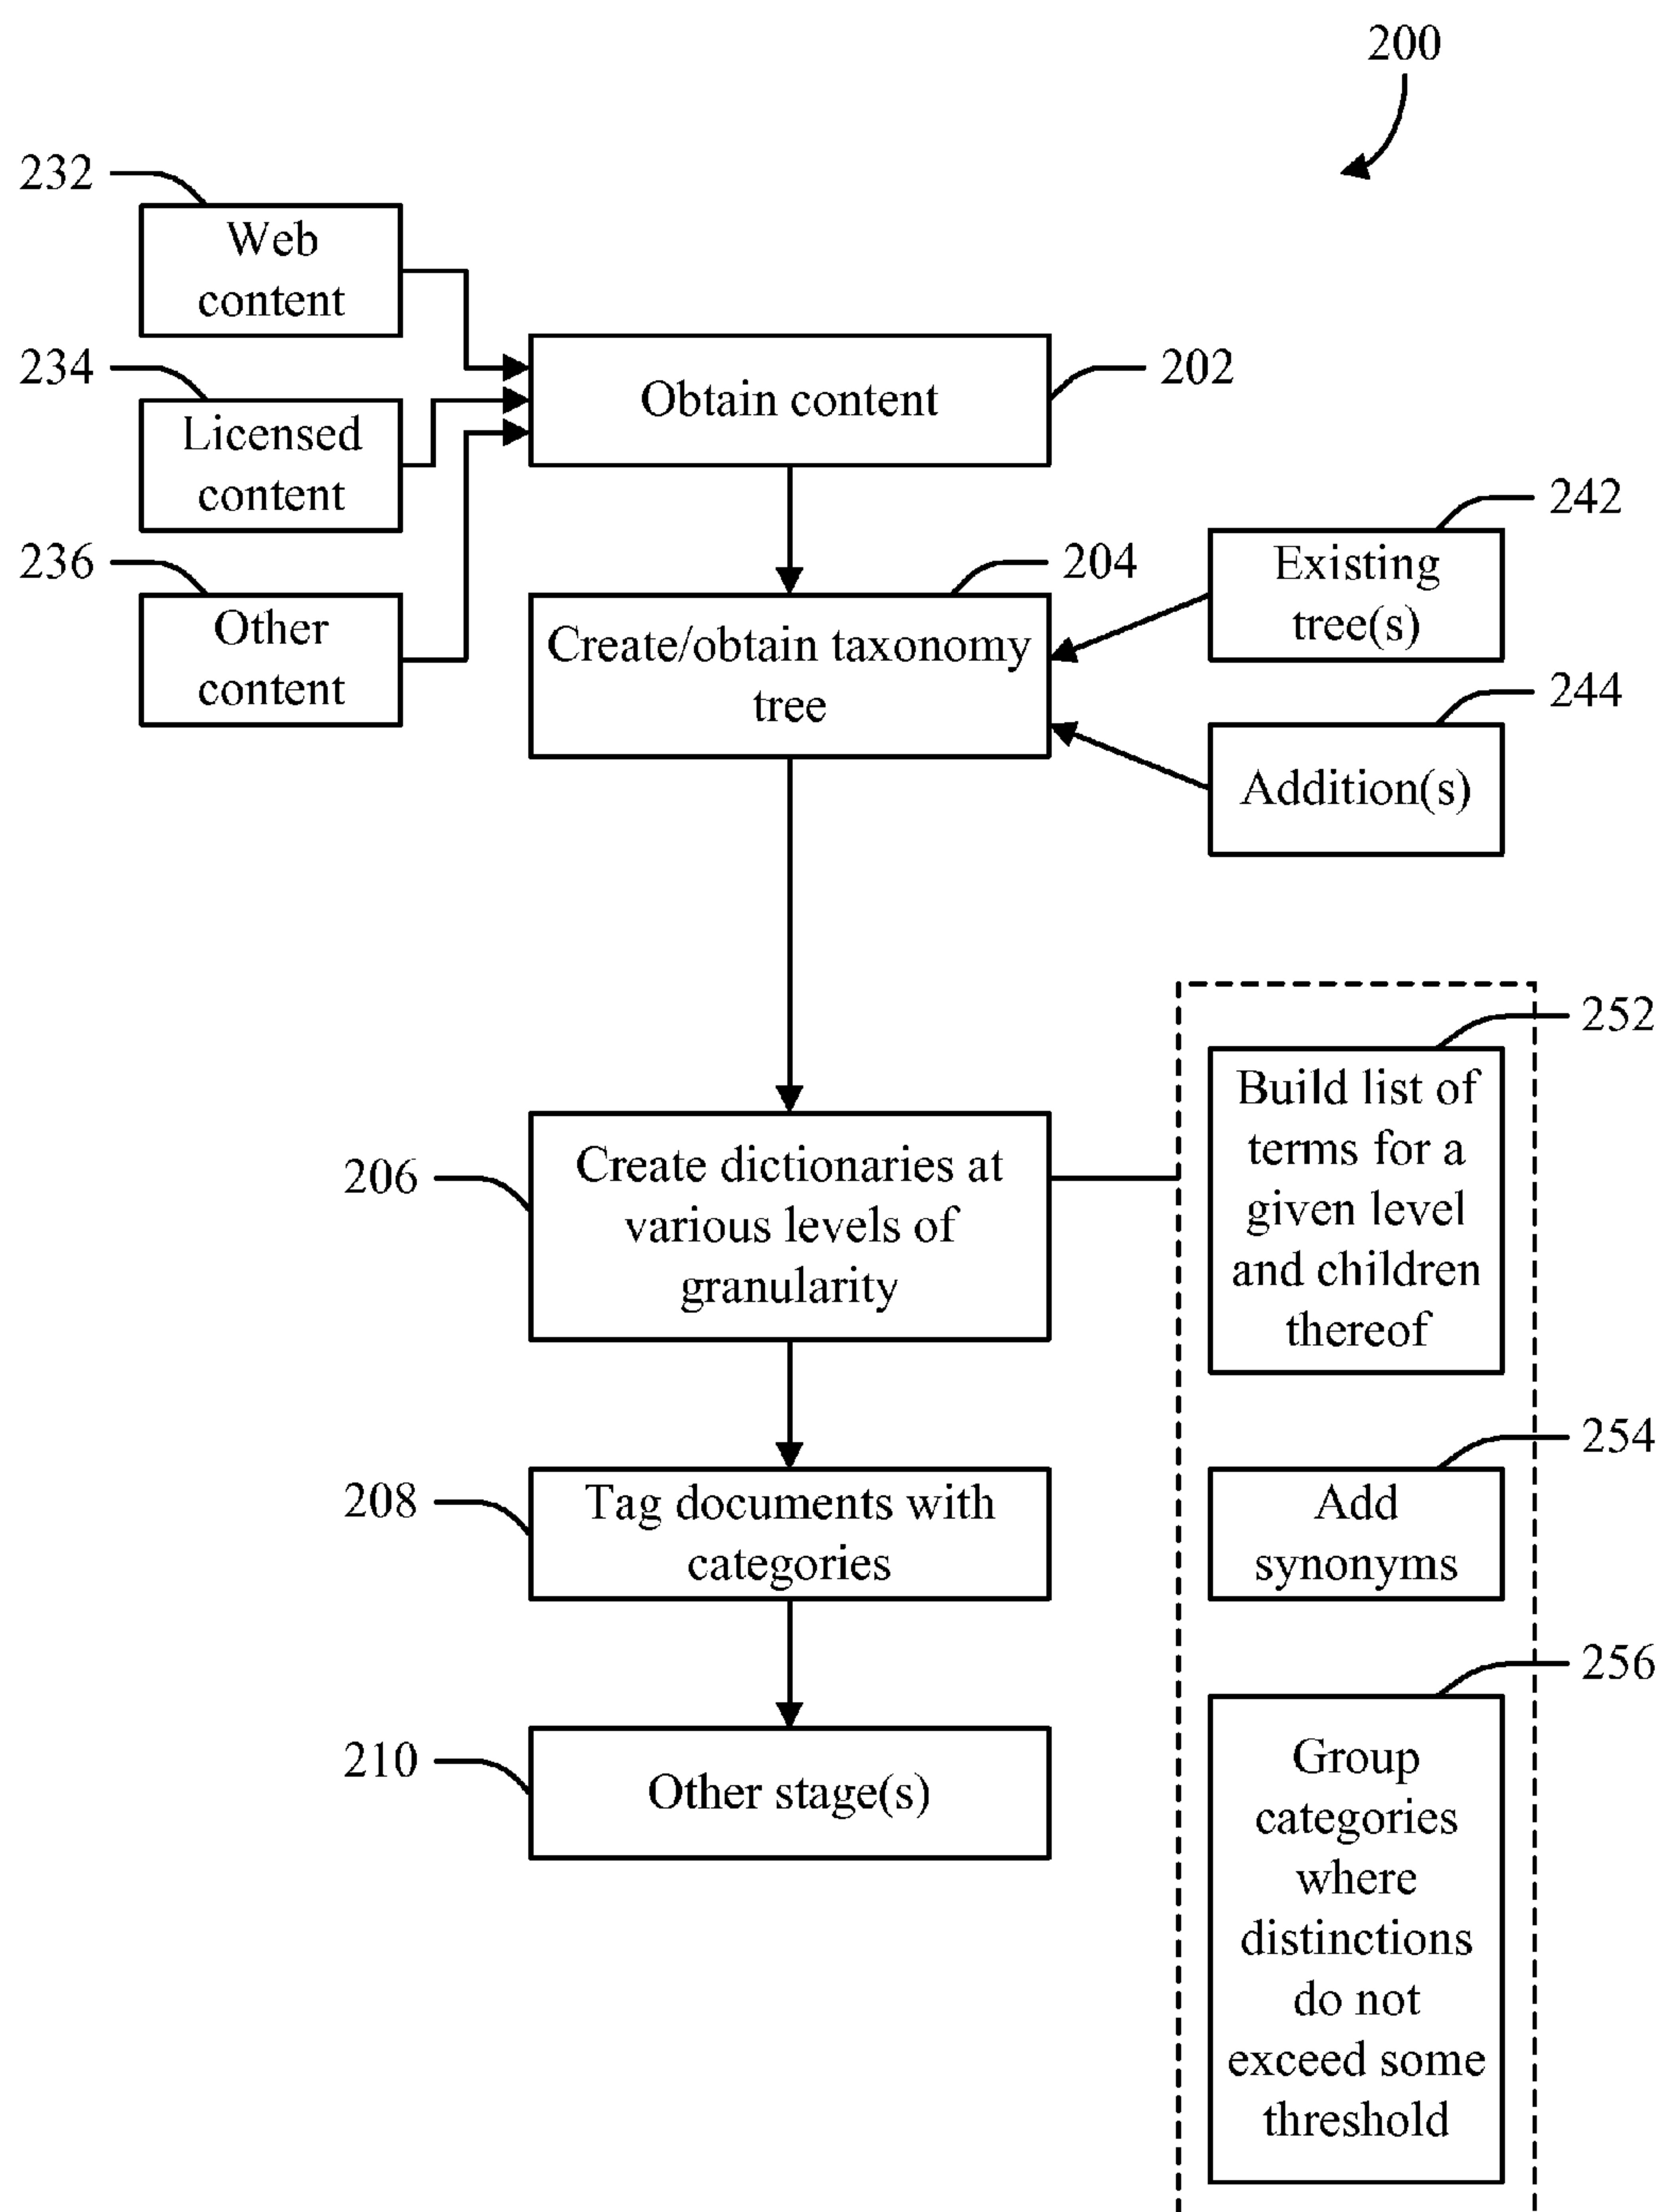 200
232
Web
content
234
Licensed
content
236
Other
content
Obtain content
202
204
Create/obtain taxonomy
tree
242
Existing
tree(s)
244
Addition(s)
206
Create dictionaries at
various levels of
granularity
252
Build list of
terms for a
given level
and children
thereof
208
Tag documents with
categories
254
Add
synonyms
210
Other stage(s)
256
Group
categories
where
distinctions
do not
exceed some
threshold